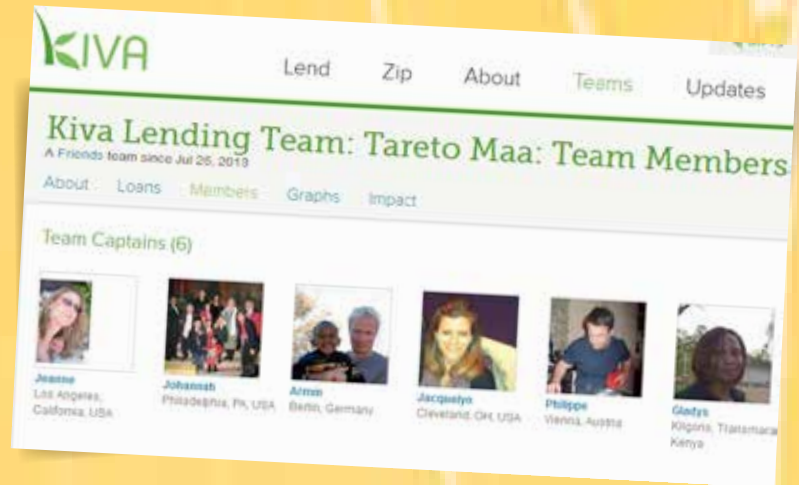 KIVA
Lend Zip About Teams Updates
Kiva Lending Team: Tareto Maa: Team Members
A Friends team since Jul 26, 2013
About Loans Members Graphs Impact
Team Captains (6)
Jeanne
Los Angeles,
California, USA
Johannah
Philadelphia, PA, USA
Armin
Berlin, Germany
Jacquelyn
Cleveland, OH, USA
Philippe
Vienna, Austria
Gladys
Kilgoris, Transmara
Kenya